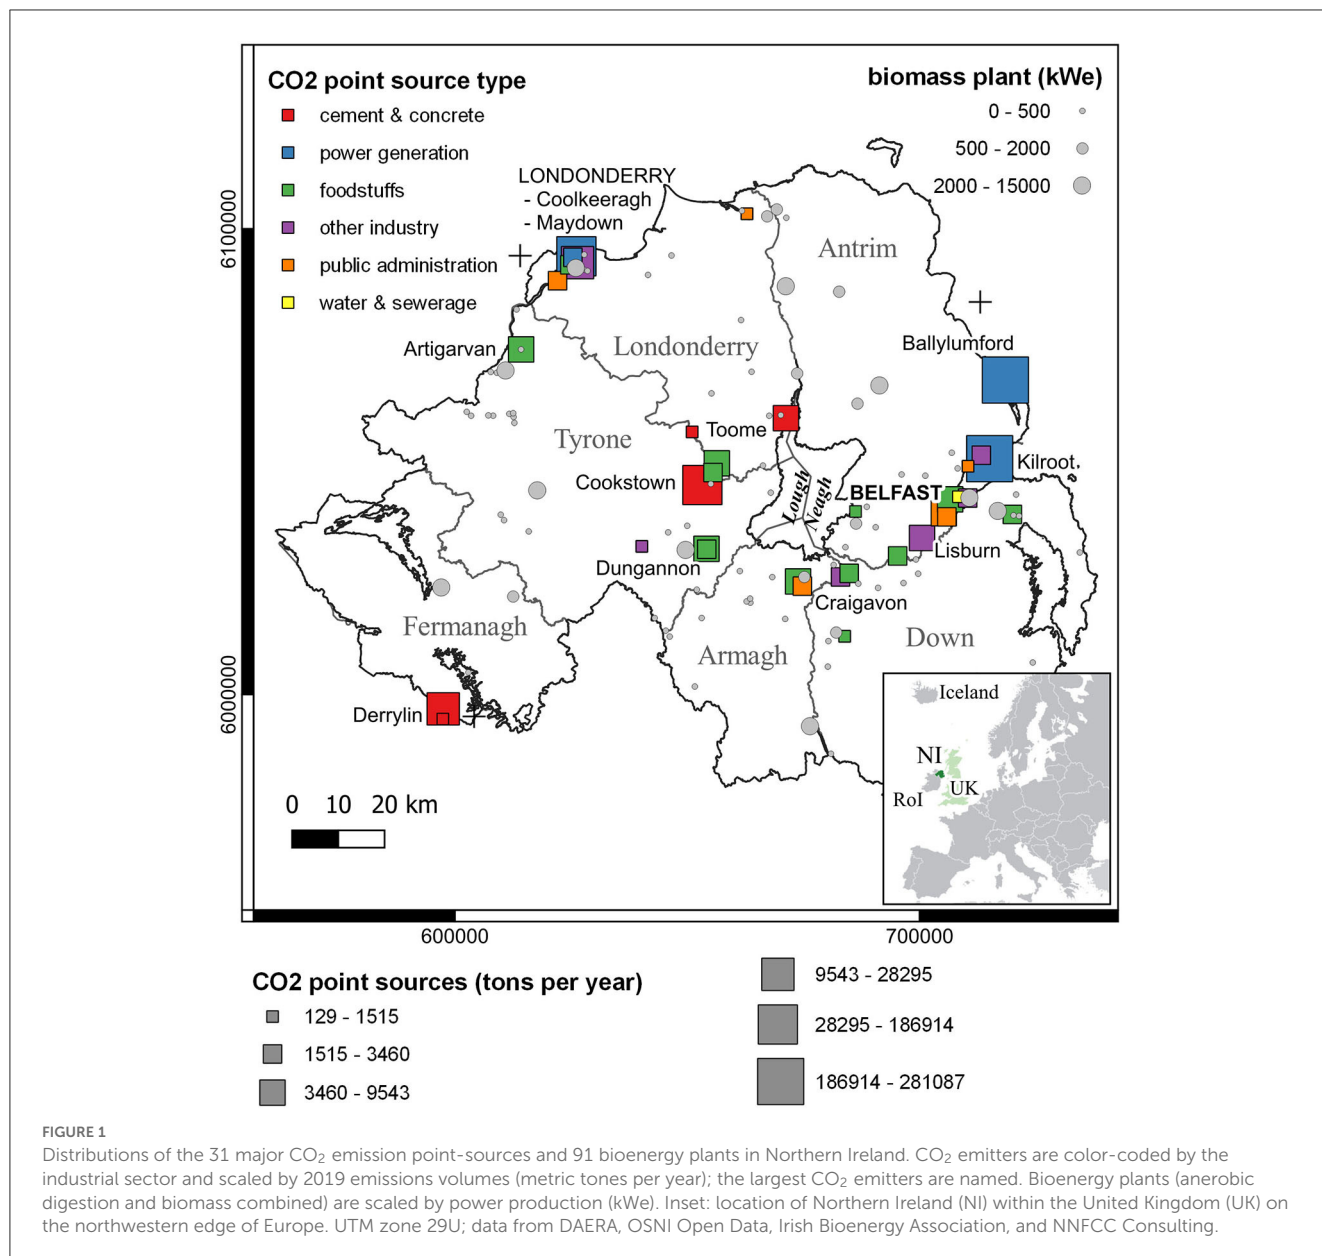 CO2 point source type
cement & concrete
power generation
foodstuffs
other industry
public administration
water & sewerage
biomass plant (kWe)
0 - 500
500 - 2000
2000 - 15000
LONDONDERRY
- Coolkeeragh
- Maydown
Antrim
Londonderry
Artigarvan
Ballylumford
Toome
Tyrone
Cookstown
Kilroot
BELFAST
Lough
Neagh
Lisburn
Dungannon
Craigavon
Fermanagh
Armagh
Down
Derrylin
6100000
6000000
0 10 20 km
Iceland
NI
UK
RoI
600000
700000
CO2 point sources (tons per year)
129 - 1515
1515 - 3460
3460 - 9543
9543 - 28295
28295 - 186914
186914 - 281087
FIGURE 1
Distributions of the 31 major CO₂ emission point-sources and 91 bioenergy plants in Northern Ireland. CO₂ emitters are color-coded by the
industrial sector and scaled by 2019 emissions volumes (metric tones per year); the largest CO₂ emitters are named. Bioenergy plants (anerobic
digestion and biomass combined) are scaled by power production (kWe). Inset: location of Northern Ireland (NI) within the United Kingdom (UK) on
the northwestern edge of Europe. UTM zone 29U; data from DAERA, OSNI Open Data, Irish Bioenergy Association, and NNFCC Consulting.